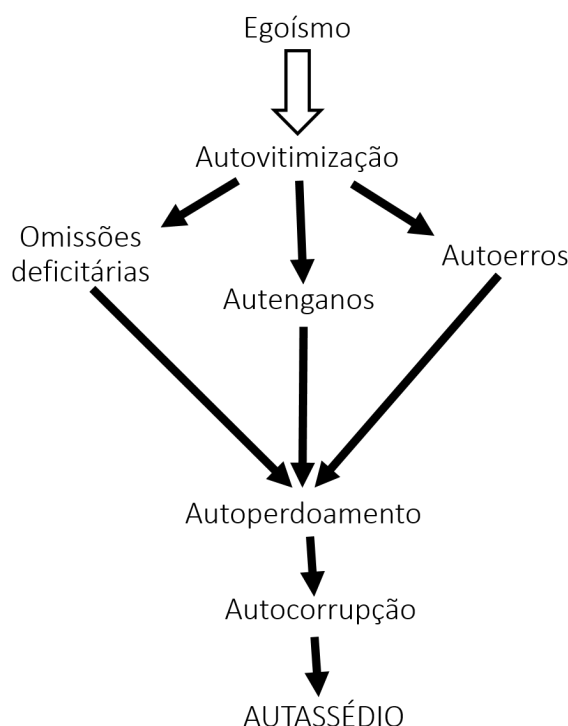 Egoísmo
Autovitimização
Omissões
deficitárias
Autenganos
Autoerros
Autoperdoamento
Autocorrupção
AUTASSÉDIO